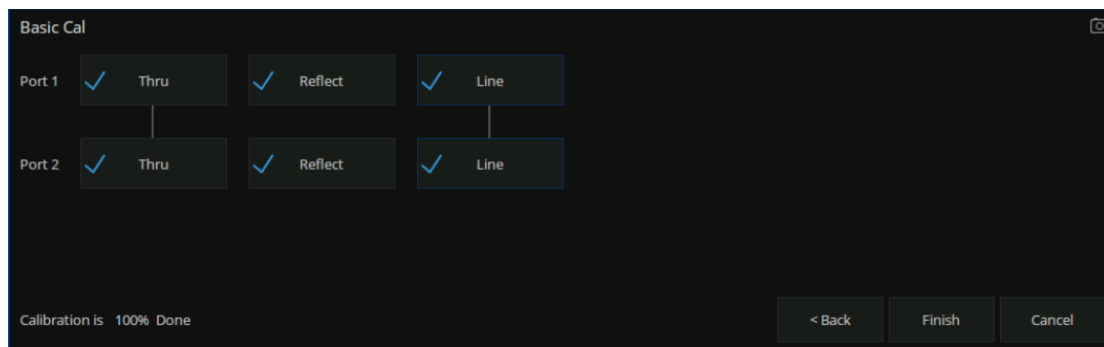 Basic Cal
Port 1 Thru Reflect Line
Port 2 Thru Reflect Line
Calibration is 100% Done < Back Finish Cancel